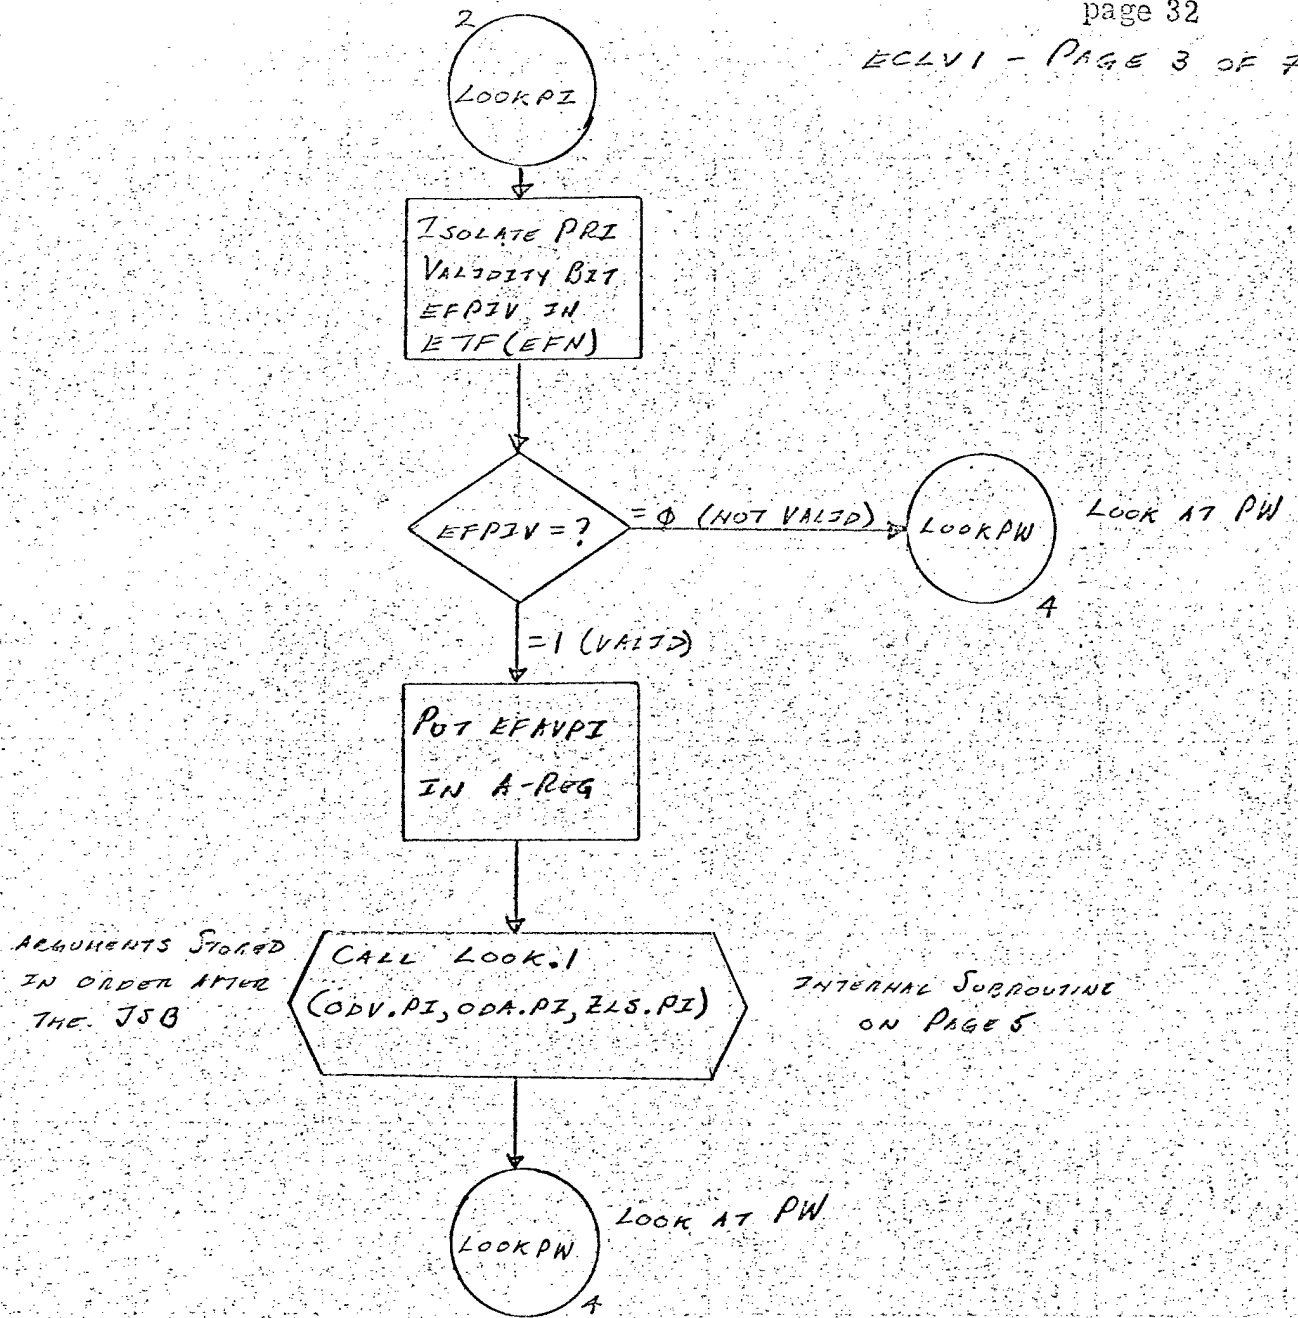 page 32
ECLV1 - PAGE 3 OF 7
2
LOOKPI
ISOLATE PRI
VALIDITY BIT
EFPIV IN
ETF(EFN)
EFPIV = ?
= Φ (NOT VALID)
LOOKPW
4
LOOK AT PW
= 1 (VALID)
PUT EFAVPI
IN A-REG
ARGUMENTS STORED
IN ORDER AFTER
THE JSB
CALL LOOK.1
(ODV.PI, ODA.PI, ZLS.PI)
INTERNAL SUBROUTINE
ON PAGE 5
LOOKPW
4
LOOK AT PW